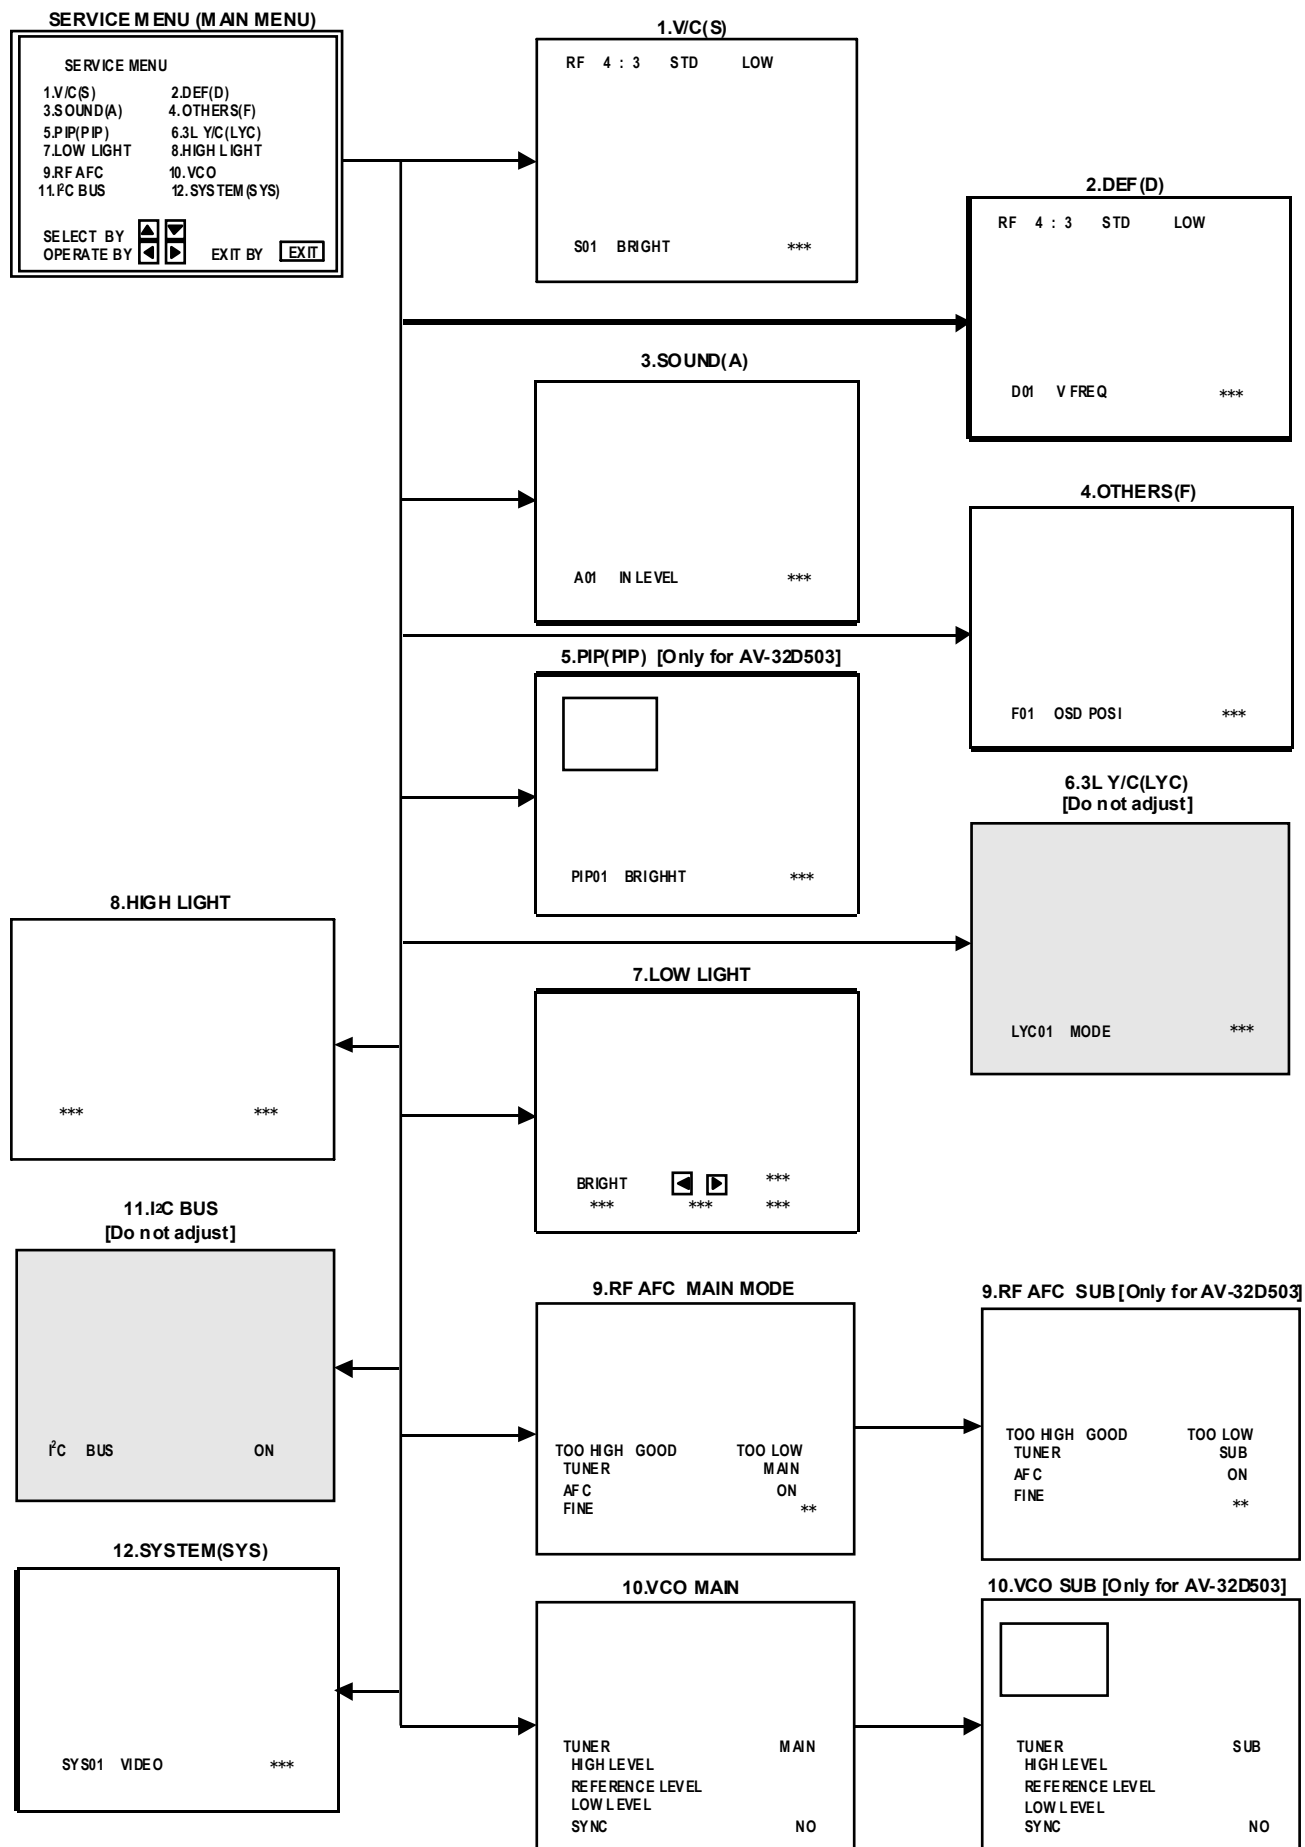 SERVICE MENU (MAIN MENU)
SERVICE MENU
1.V/C(S) 2.DEF(D)
3.SOUND(A) 4.OTHERS(F)
5.PIP(PIP) 6.3L Y/C(LYC)
7.LOW LIGHT 8.HIGH LIGHT
9.RF AFC 10.VCO
11.I²C BUS 12.SYSTEM(SYS)
SELECT BY ▲ ▼
OPERATE BY ◀ ▶ EXIT BY EXIT
1.V/C(S)
RF 4 : 3 STD LOW
S01 BRIGHT ***
2.DEF(D)
RF 4 : 3 STD LOW
D01 V FREQ ***
3.SOUND(A)
A01 IN LEVEL ***
4.OTHERS(F)
F01 OSD POSI ***
5.PIP(PIP) [Only for AV-32D503]
PIP01 BRIGHHT ***
6.3L Y/C(LYC)
[Do not adjust]
LYC01 MODE ***
8.HIGH LIGHT
*** ***
7.LOW LIGHT
BRIGHT ◀ ▶ ***
*** *** ***
11.I²C BUS
[Do not adjust]
I²C BUS ON
9.RF AFC MAIN MODE
TOO HIGH GOOD TOO LOW
TUNER MAIN
AFC ON
FINE **
9.RF AFC SUB [Only for AV-32D503]
TOO HIGH GOOD TOO LOW
TUNER SUB
AFC ON
FINE **
12.SYSTEM(SYS)
SYS01 VIDEO ***
10.VCO MAIN
TUNER MAIN
HIGH LEVEL
REFERENCE LEVEL
LOW LEVEL
SYNC NO
10.VCO SUB [Only for AV-32D503]
TUNER SUB
HIGH LEVEL
REFERENCE LEVEL
LOW LEVEL
SYNC NO